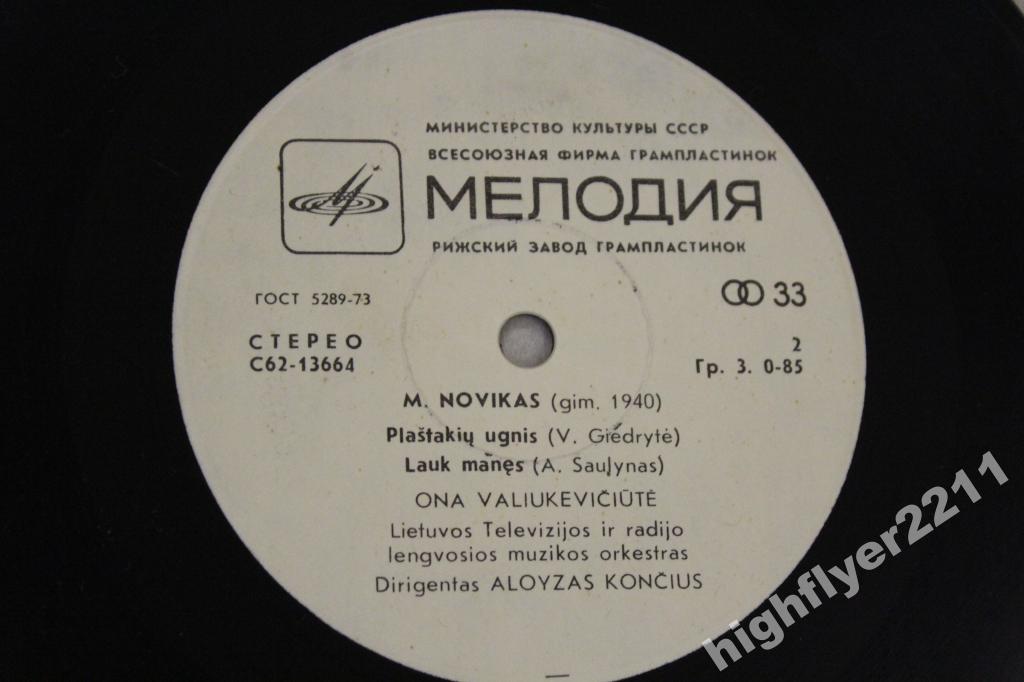 МИНИСТЕРСТВО КУЛЬТУРЫ СССР
ВСЕСОЮЗНАЯ ФИРМА ГРАМПЛАСТИНОК
МЕЛОДИЯ
РИЖСКИЙ ЗАВОД ГРАМПЛАСТИНОК
ГОСТ 5289-73
33
СТЕРЕО
2
С62-13664
Гр. 3. 0-85
M. NOVIKAS (gim. 1940)
Plaštakių ugnis (V. Giedrytė)
Lauk manęs (A. Sauļynas)
ONA VALIUKEVIČIŪTĖ
Lietuvos Televizijos ir radijo
lengvosios muzikos orkestras
Dirigentas ALOYZAS KONČIUS
highflyer2211